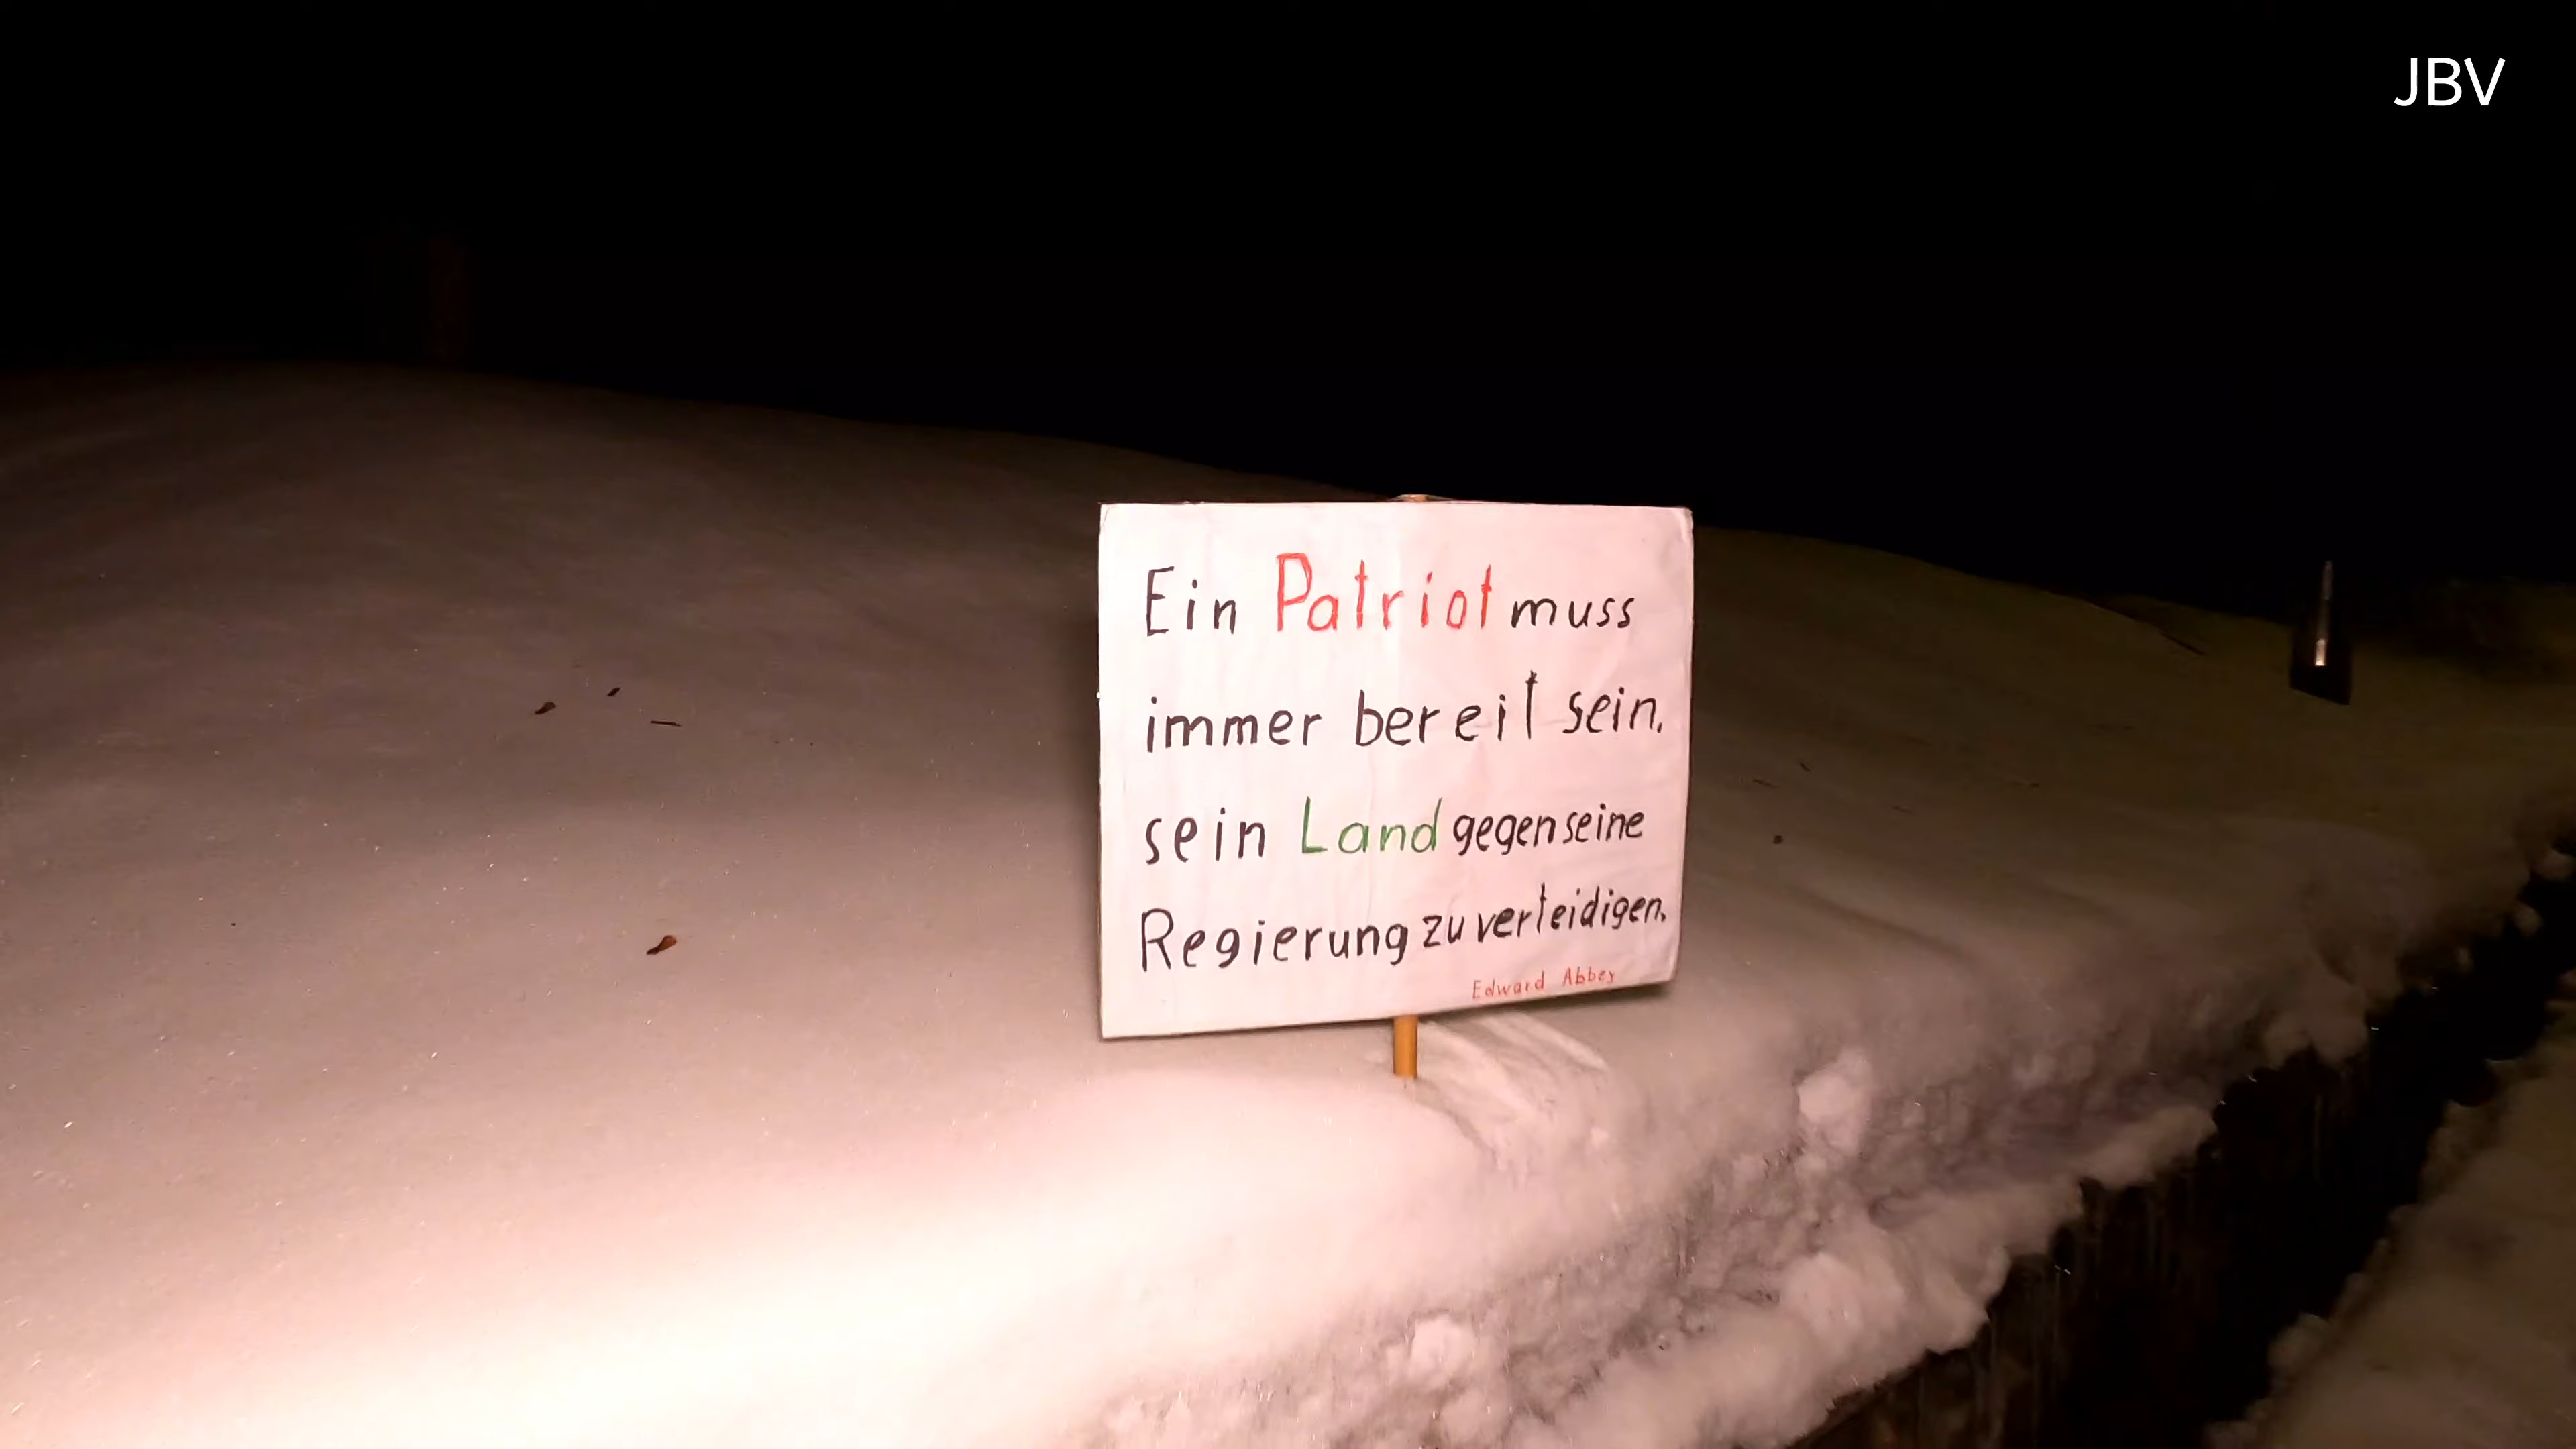 JBV
Ein Patriot muss
immer bereit sein,
sein Land gegen seine
Regierung zu verteidigen.
Edward Abbey